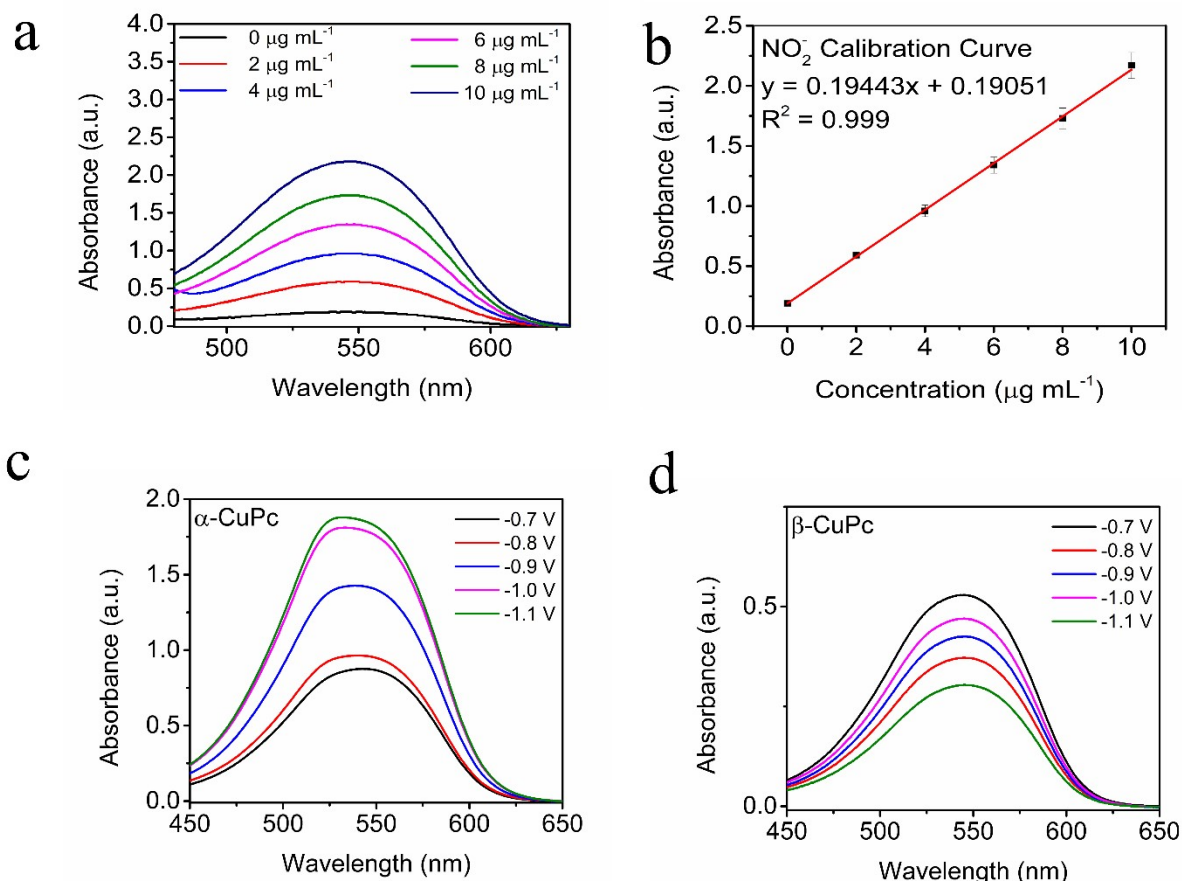 a
4.0
3.5
3.0
2.5
2.0
1.5
1.0
0.5
0.0
Absorbance (a.u.)
0 μg mL⁻¹
2 μg mL⁻¹
4 μg mL⁻¹
6 μg mL⁻¹
8 μg mL⁻¹
10 μg mL⁻¹
500 550 600
Wavelength (nm)
b
2.5
2.0
1.5
1.0
0.5
0.0
Absorbance (a.u.)
NO₂⁻ Calibration Curve
y = 0.19443x + 0.19051
R² = 0.999
0 2 4 6 8 10
Concentration (μg mL⁻¹)
c
2.0
1.5
1.0
0.5
0.0
Absorbance (a.u.)
α-CuPc
-0.7 V
-0.8 V
-0.9 V
-1.0 V
-1.1 V
450 500 550 600 650
Wavelength (nm)
d
0.5
0.0
Absorbance (a.u.)
β-CuPc
-0.7 V
-0.8 V
-0.9 V
-1.0 V
-1.1 V
450 500 550 600 650
Wavelength (nm)